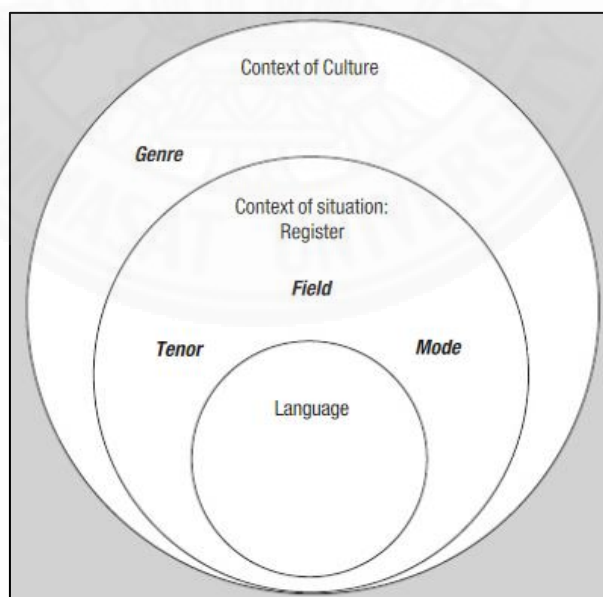 Context of Culture
Genre
Context of situation:
Register
Field
Tenor
Mode
Language